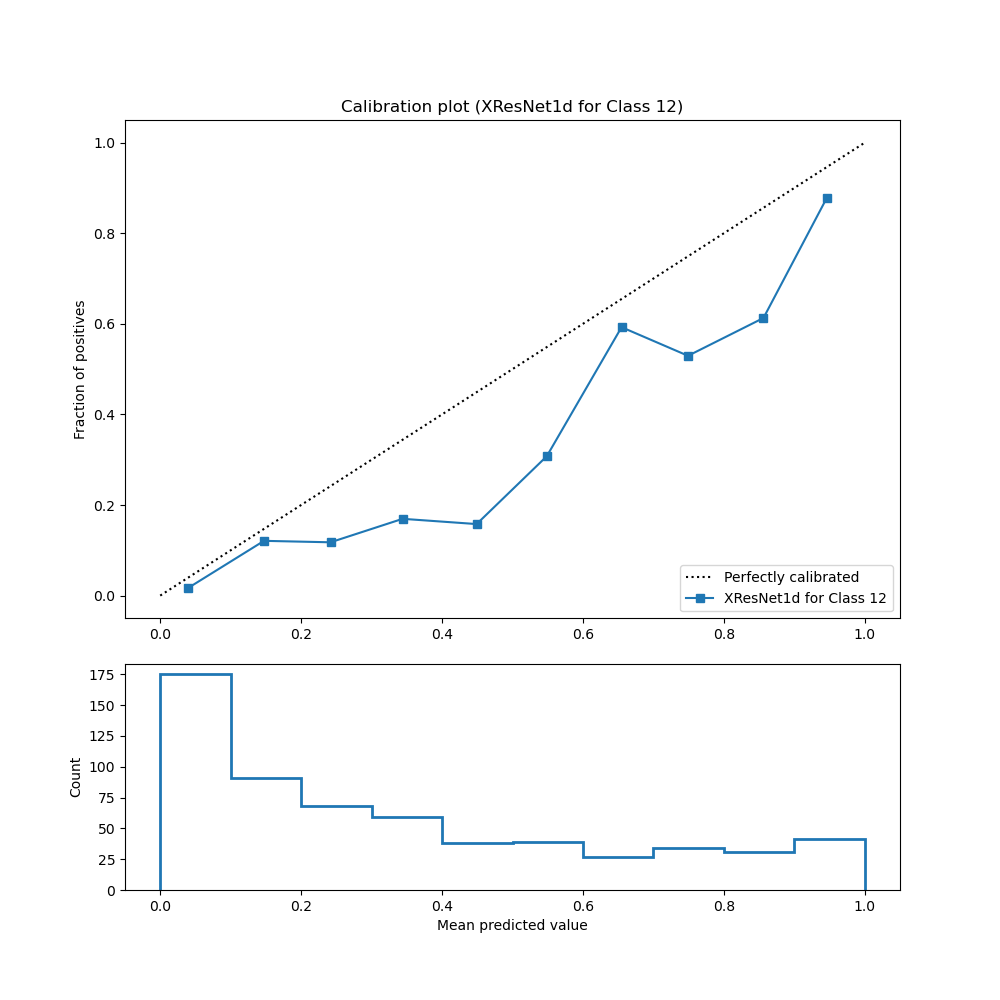 Calibration plot (XResNet1d for Class 12)
1.0
0.8
0.6
0.4
0.2
0.0
Fraction of positives
Perfectly calibrated
XResNet1d for Class 12
0.0 0.2 0.4 0.6 0.8 1.0
175
150
125
100
75
50
25
0
Count
0.0 0.2 0.4 0.6 0.8 1.0
Mean predicted value